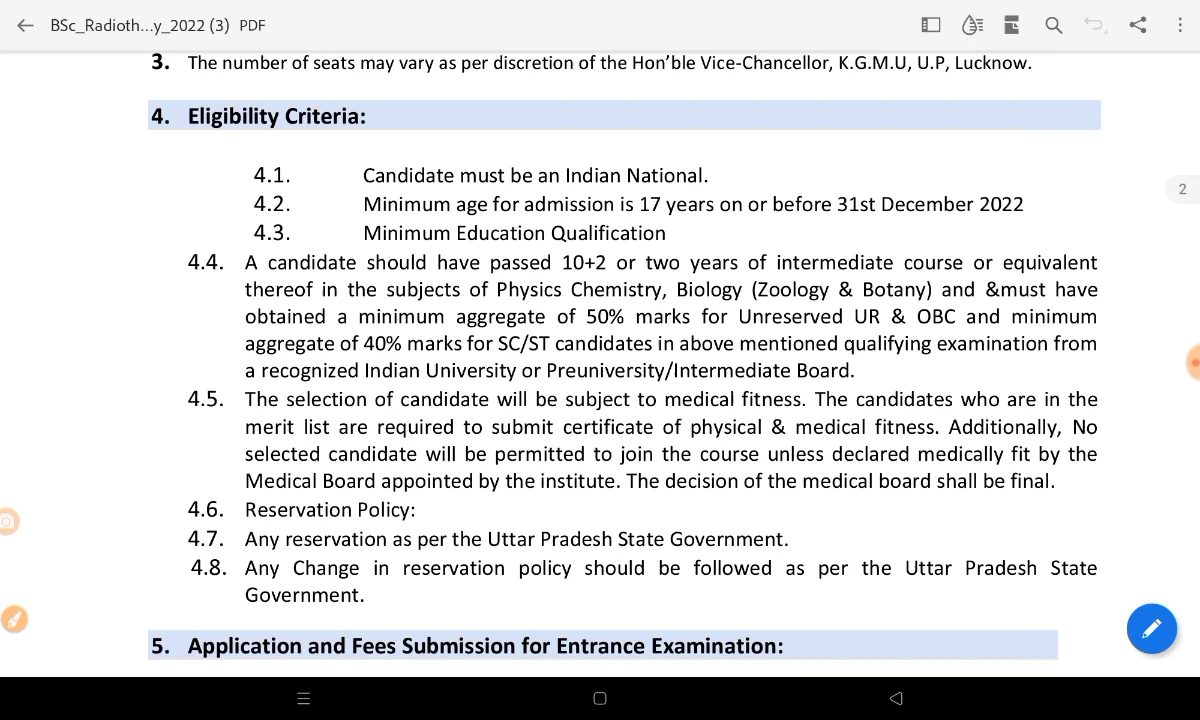 BSc_Radioth...y_2022 (3) PDF
3. The number of seats may vary as per discretion of the Hon’ble Vice-Chancellor, K.G.M.U, U.P, Lucknow.
4. Eligibility Criteria:
4.1. Candidate must be an Indian National.
4.2. Minimum age for admission is 17 years on or before 31st December 2022
2
4.3. Minimum Education Qualification
4.4. A candidate should have passed 10+2 or two years of intermediate course or equivalent
thereof in the subjects of Physics Chemistry, Biology (Zoology & Botany) and &must have
obtained a minimum aggregate of 50% marks for Unreserved UR & OBC and minimum
aggregate of 40% marks for SC/ST candidates in above mentioned qualifying examination from
a recognized Indian University or Preuniversity/Intermediate Board.
4.5. The selection of candidate will be subject to medical fitness. The candidates who are in the
merit list are required to submit certificate of physical & medical fitness. Additionally, No
selected candidate will be permitted to join the course unless declared medically fit by the
Medical Board appointed by the institute. The decision of the medical board shall be final.
4.6. Reservation Policy:
4.7. Any reservation as per the Uttar Pradesh State Government.
4.8. Any Change in reservation policy should be followed as per the Uttar Pradesh State
Government.
5. Application and Fees Submission for Entrance Examination: